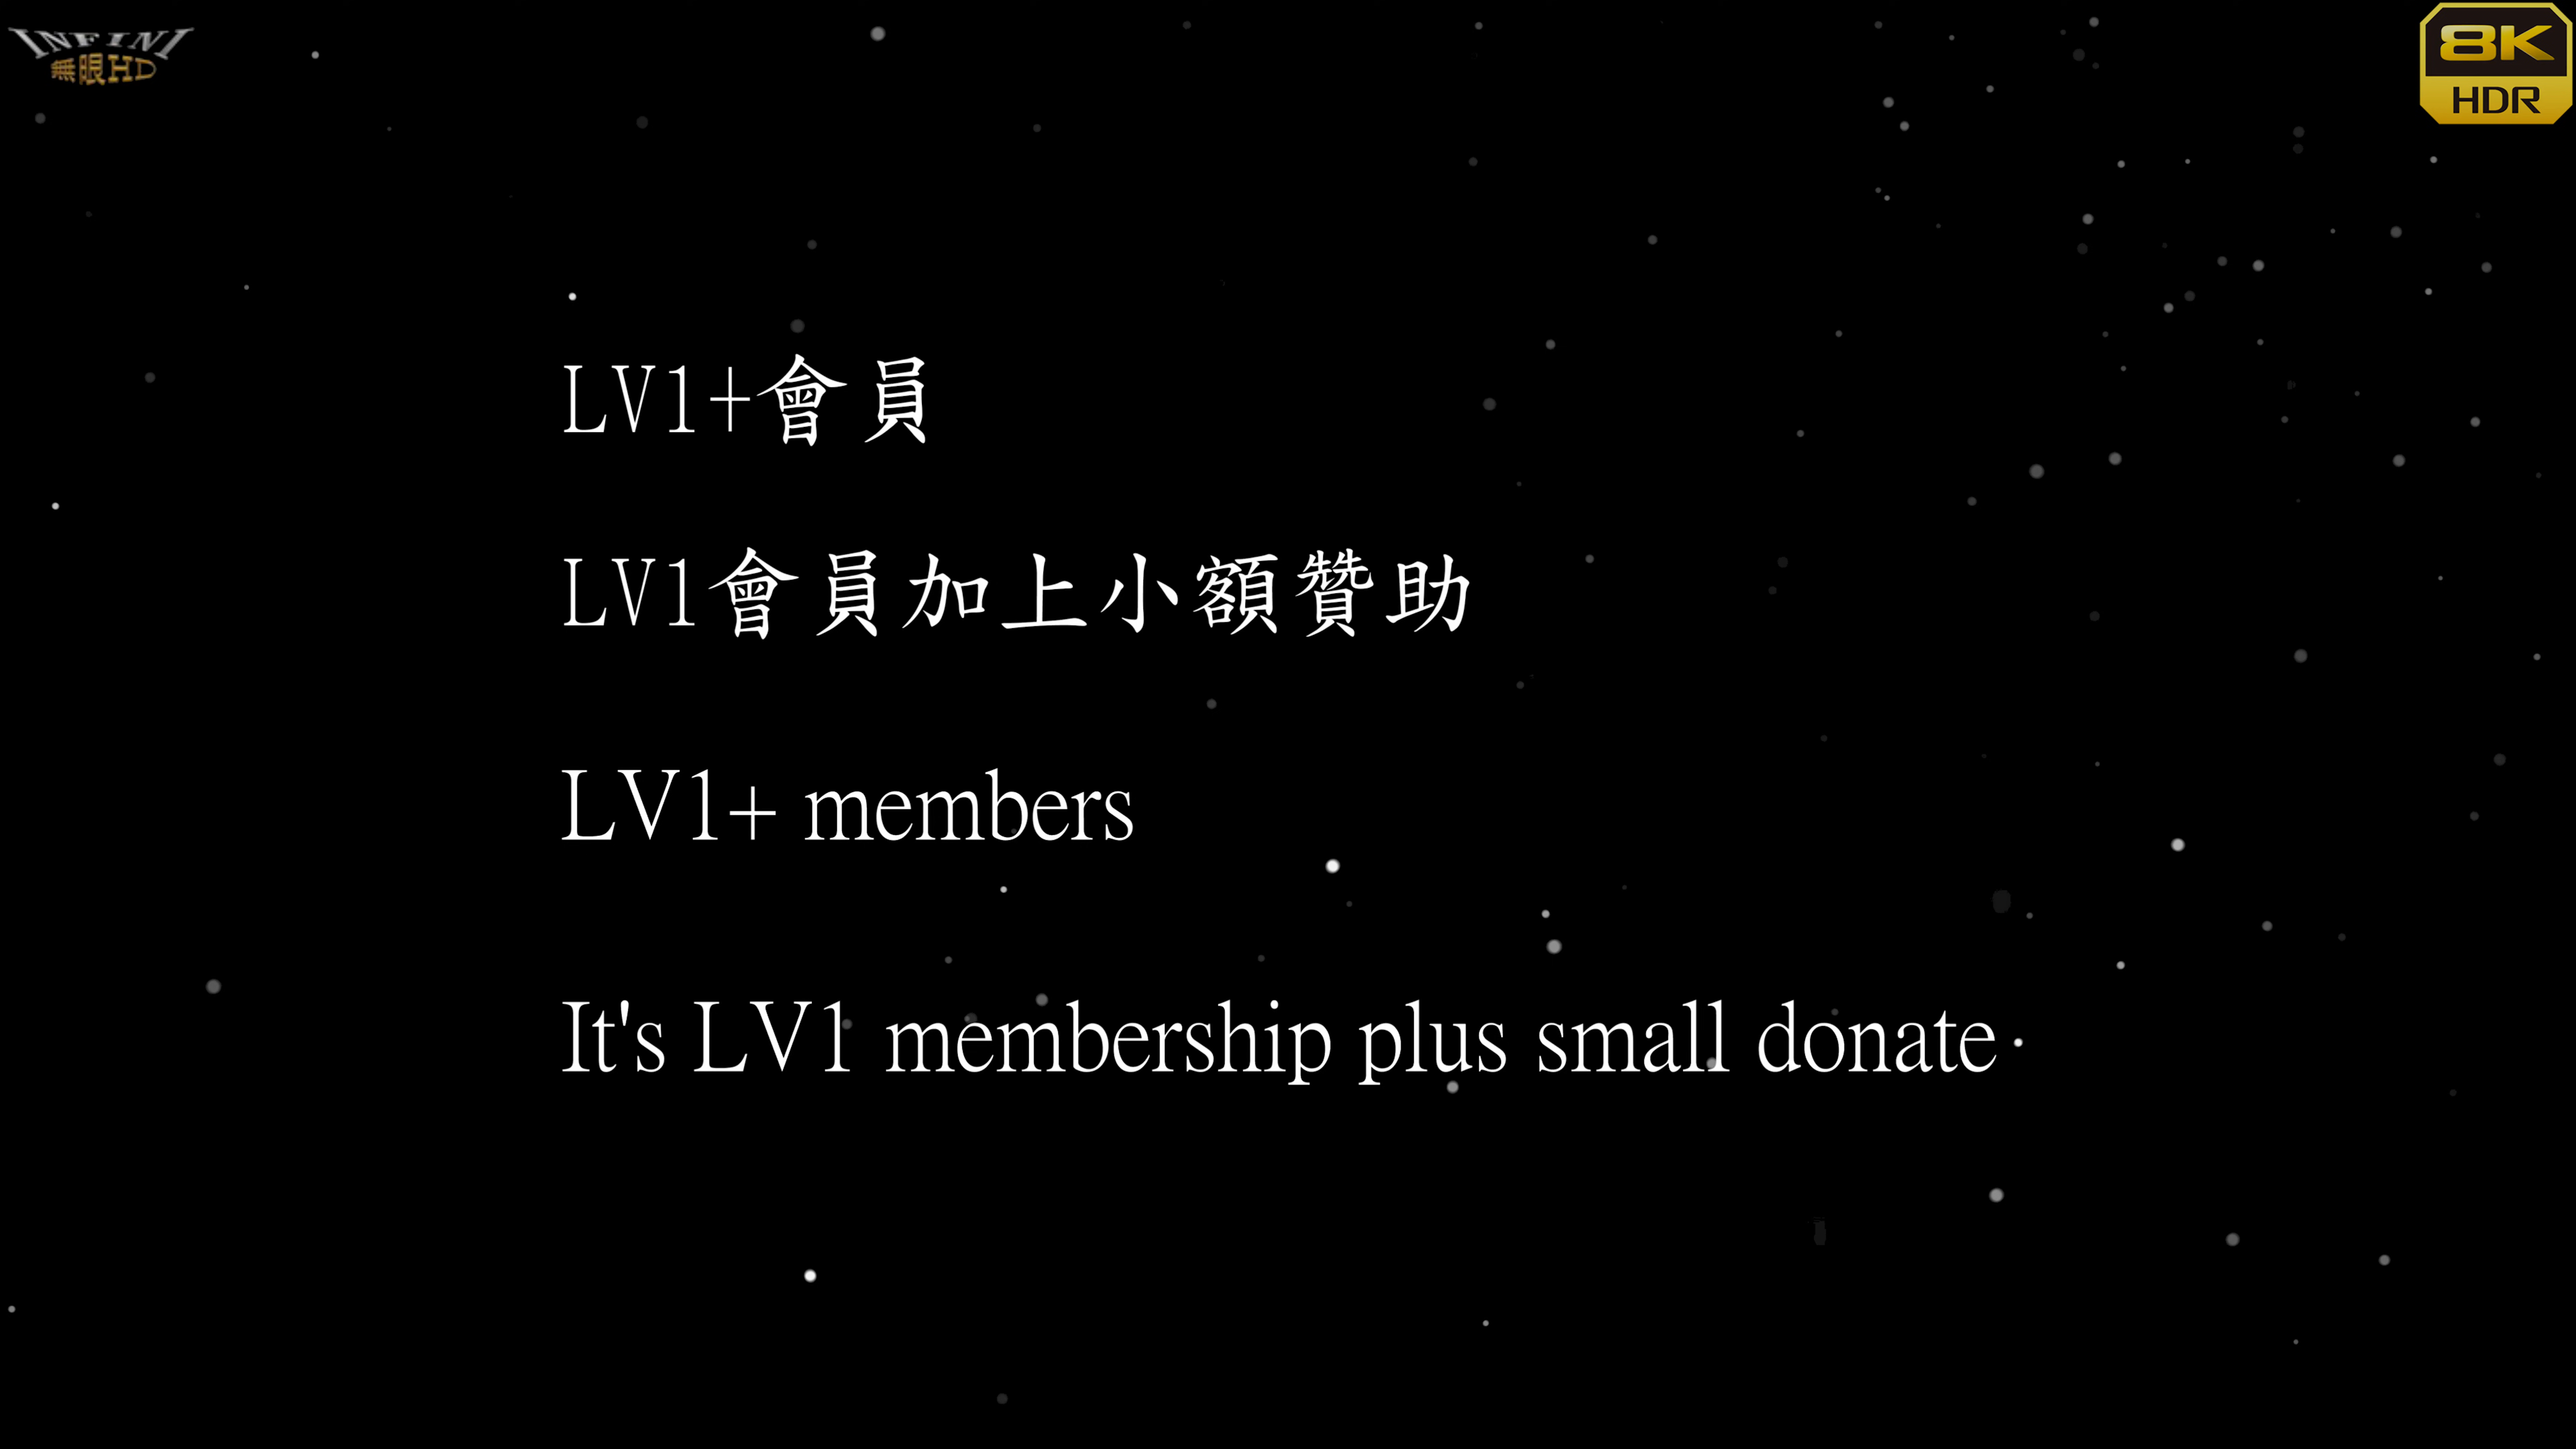 INFINI
無限HD
8K
HDR
LV1+會員
LV1會員加上小額贊助
LV1+ members
It's LV1 membership plus small donate